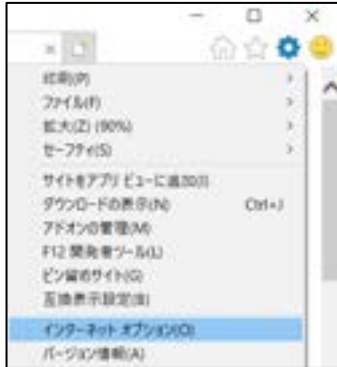 印刷(P)
ファイル(F)
拡大(Z) (90%)
セーフティ(S)
サイトをアプリ ビューに追加(I)
ダウンロードの表示(N) Ctrl+J
アドオンの管理(M)
F12 開発者ツール(L)
ピン留めサイト(G)
互換表示設定(B)
インターネット オプション(O)
バージョン情報(A)